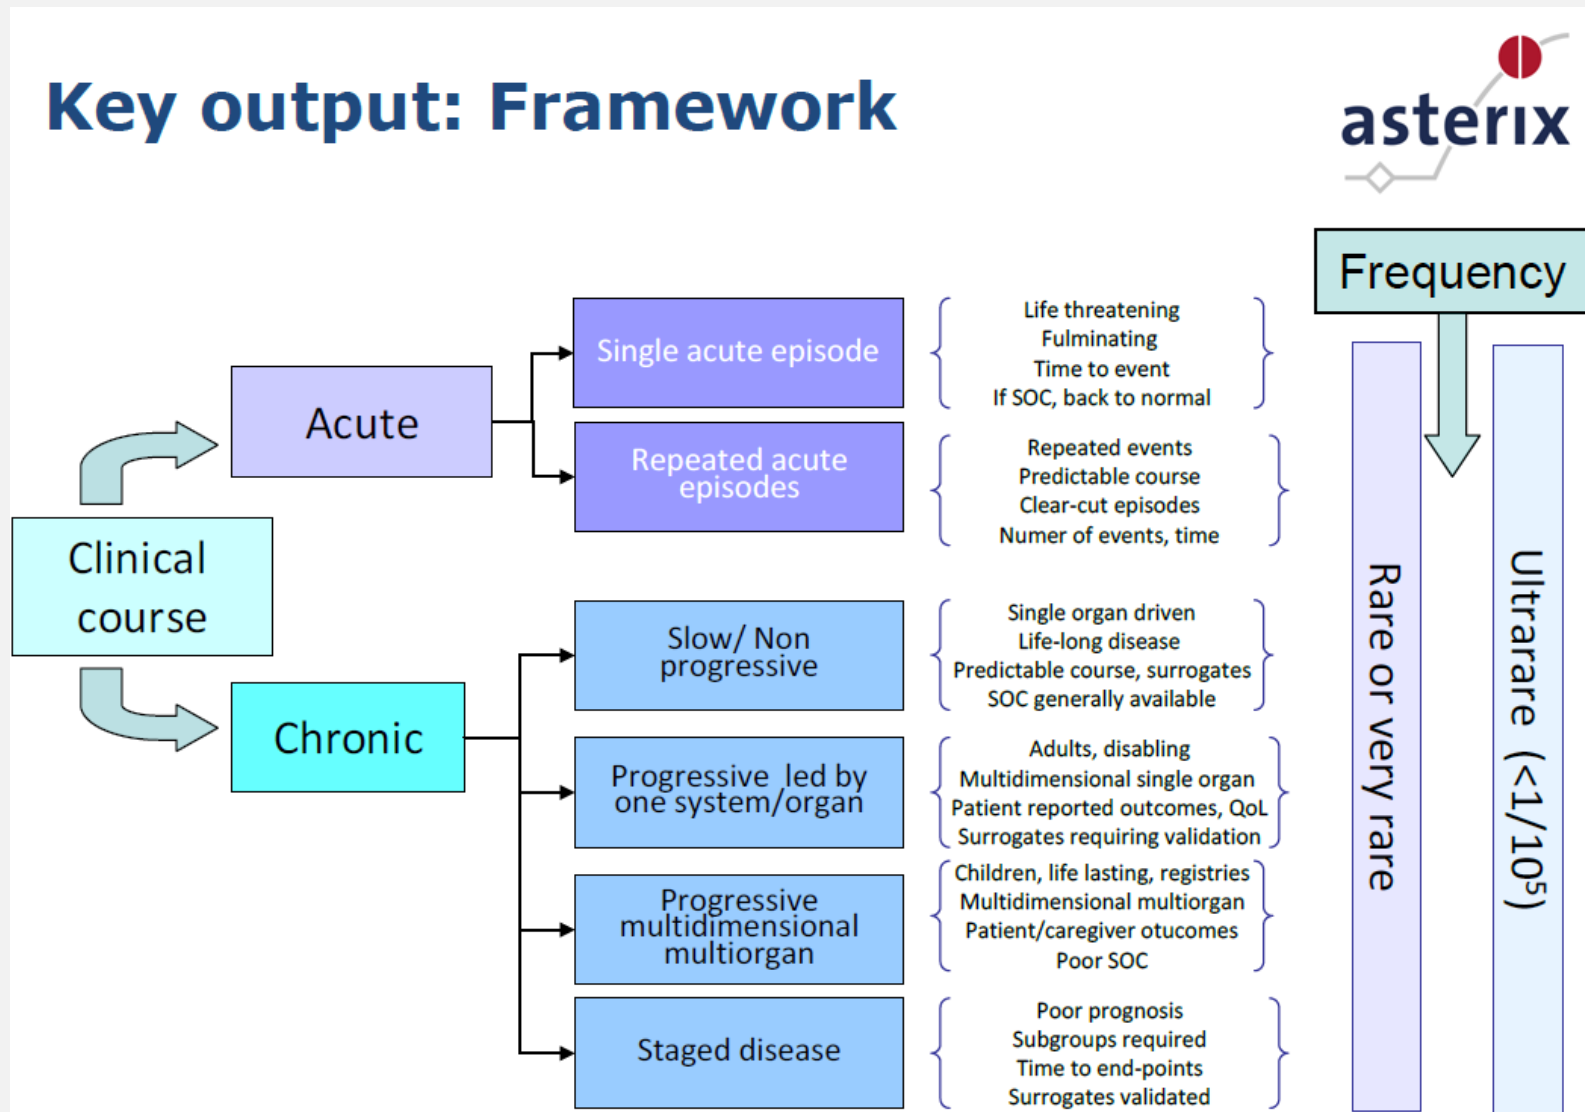 Key output: Framework
asterix
Frequency
Clinical
course
Acute
Chronic
Single acute episode
Life threatening
Fulminating
Time to event
If SOC, back to normal
Repeated acute
episodes
Repeated events
Predictable course
Clear-cut episodes
Numer of events, time
Slow/ Non
progressive
Single organ driven
Life-long disease
Predictable course, surrogates
SOC generally available
Progressive led by
one system/organ
Adults, disabling
Multidimensional single organ
Patient reported outcomes, QoL
Surrogates requiring validation
Progressive
multidimensional
multiorgan
Children, life lasting, registries
Multidimensional multiorgan
Patient/caregiver otucomes
Poor SOC
Staged disease
Poor prognosis
Subgroups required
Time to end-points
Surrogates validated
Rare or very rare
Ultrarare (<1/10⁵)